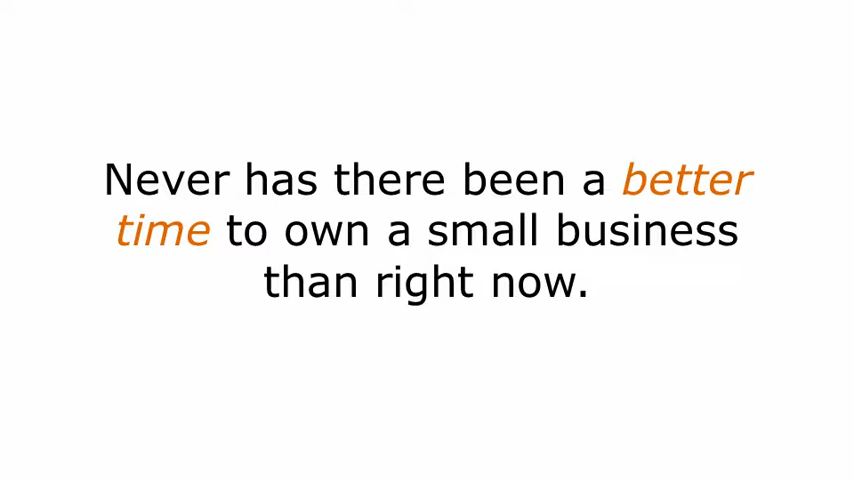 Never has there been a better
time to own a small business
than right now.